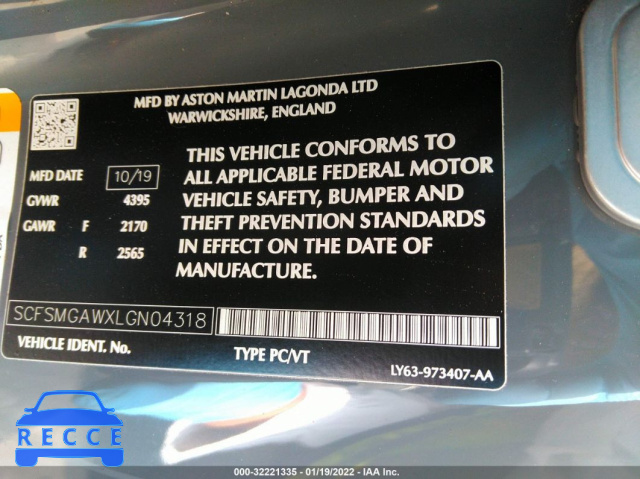 MFD BY ASTON MARTIN LAGONDA LTD
WARWICKSHIRE, ENGLAND
MFD DATE 10/19
GVWR 4395
GAWR F 2170
R 2565
THIS VEHICLE CONFORMS TO
ALL APPLICABLE FEDERAL MOTOR
VEHICLE SAFETY, BUMPER AND
THEFT PREVENTION STANDARDS
IN EFFECT ON THE DATE OF
MANUFACTURE.
SCFSMGAWXLGN04318
VEHICLE IDENT. No.
TYPE PC/VT
LY63-973407-AA
RECCE
000-32221335 - 01/19/2022 - IAA Inc.